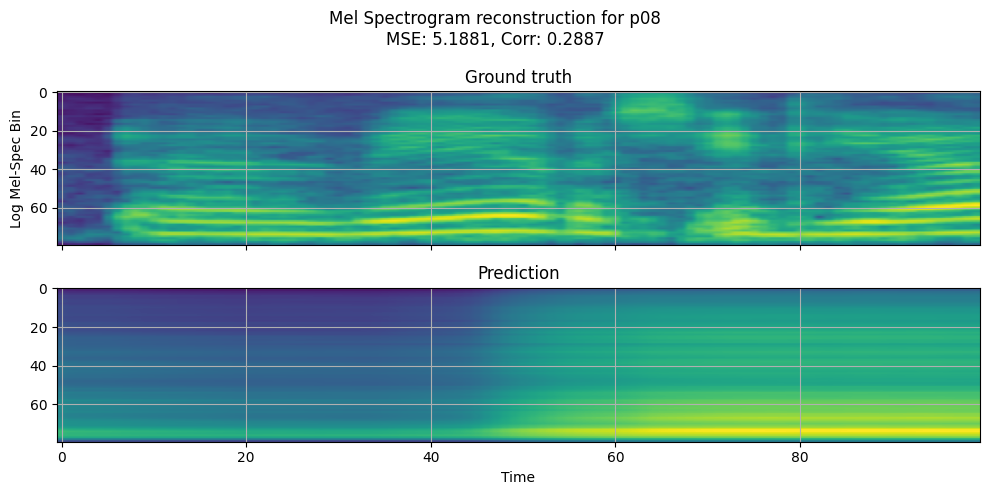 Mel Spectrogram reconstruction for p08
MSE: 5.1881, Corr: 0.2887
Ground truth
0
20
40
60
Log Mel-Spec Bin
Prediction
0
20
40
60
0 20 40 60 80
Time